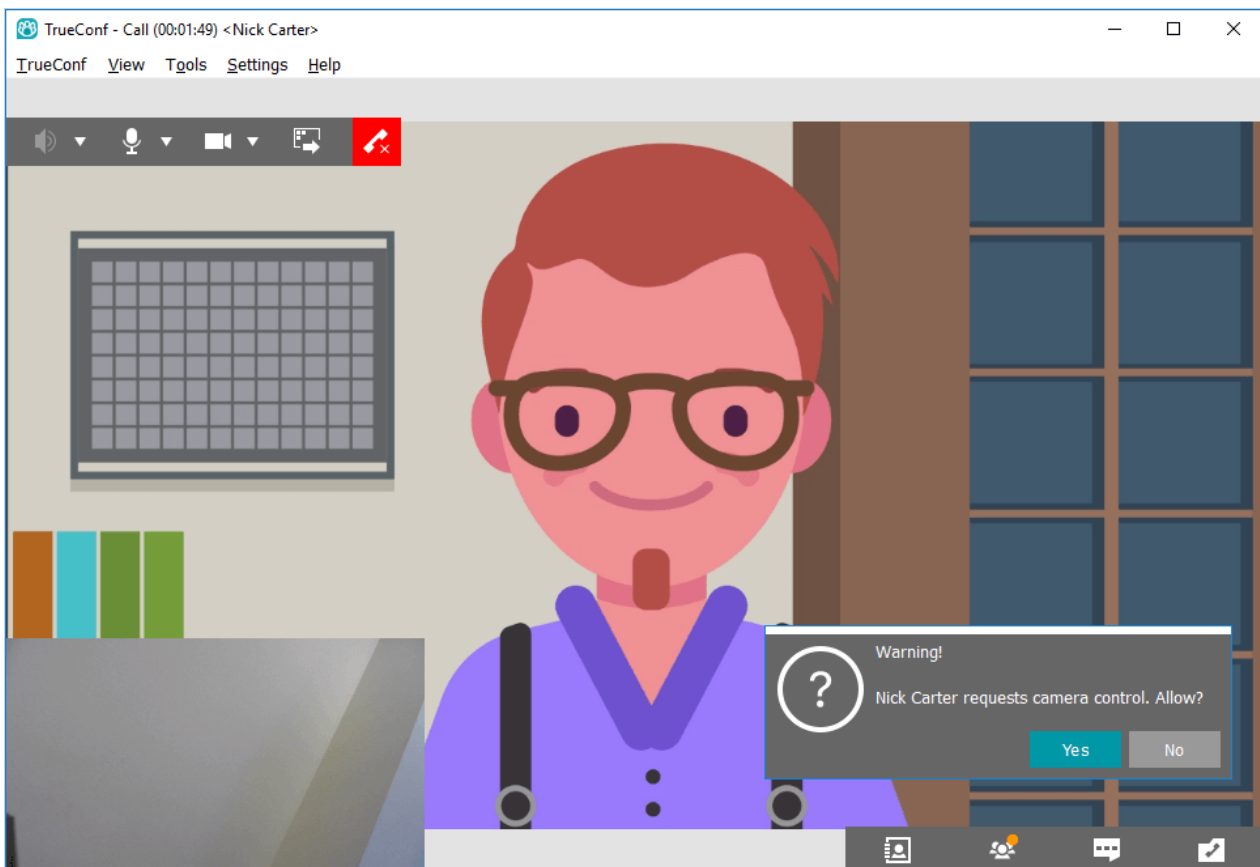 TrueConf - Call (00:01:49) <Nick Carter>
TrueConf View Tools Settings Help
Warning!
Nick Carter requests camera control. Allow?
Yes No